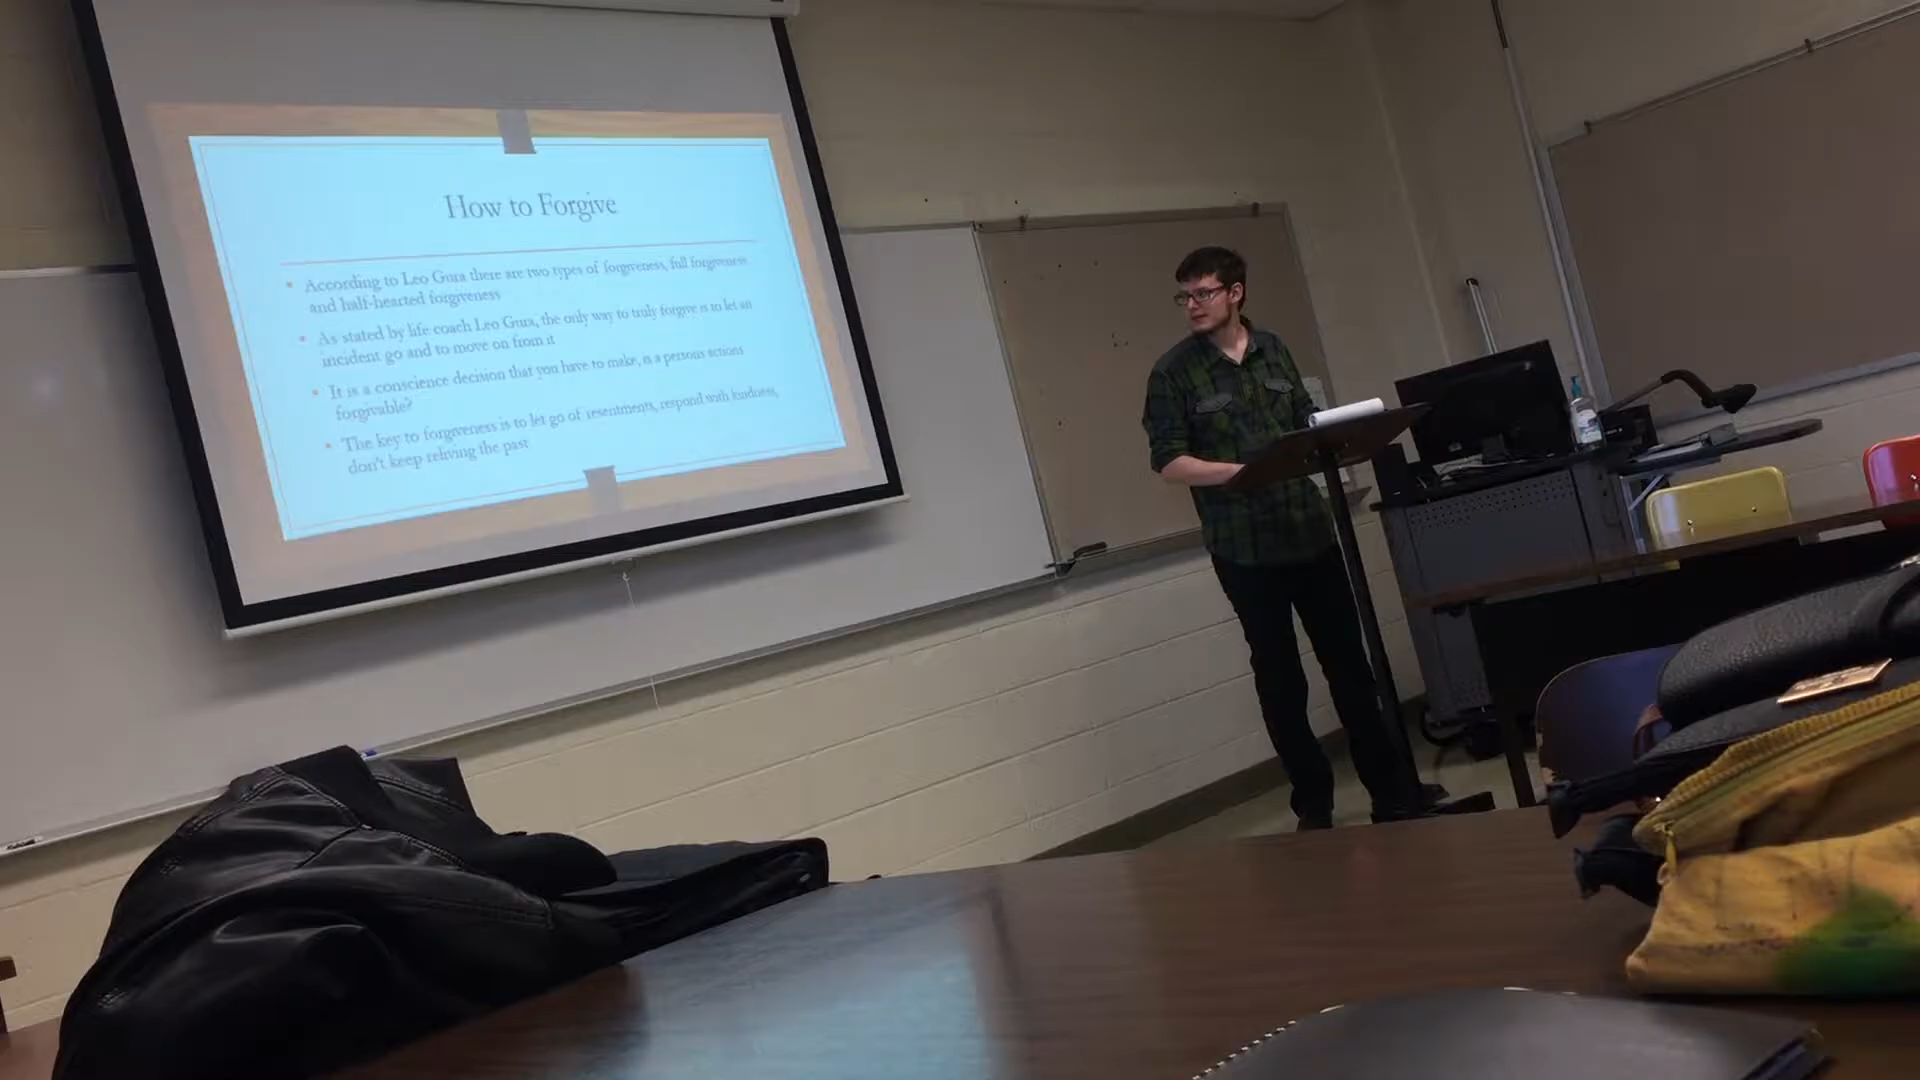 How to Forgive
According to Leo Gura there are two types of forgiveness, full forgiveness
and half-hearted forgiveness
As stated by life coach Leo Gura, the only way to truly forgive is to let an
incident go and to move on from it
It is a conscience decision that you have to make, is a persons actions
forgivable?
The key to forgiveness is to let go of resentments, respond with kindness,
don't keep reliving the past